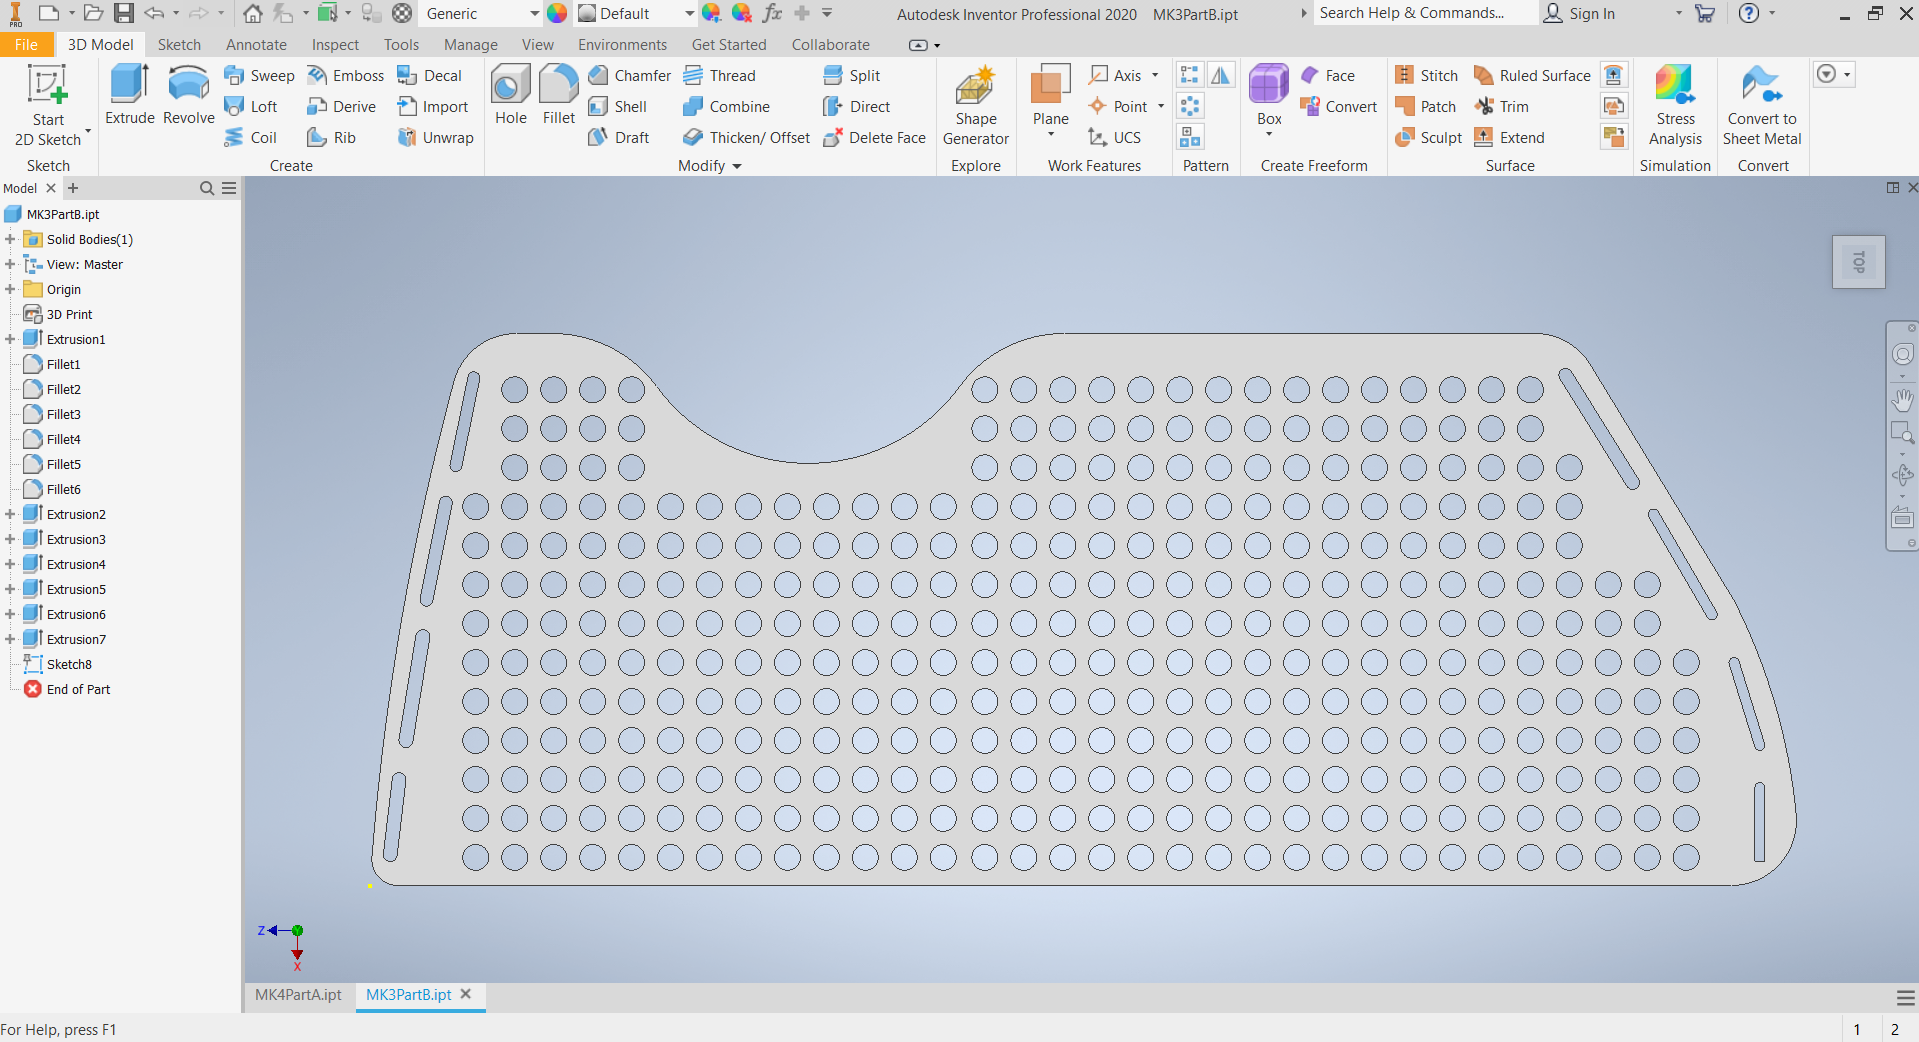 PRO Generic Default Autodesk Inventor Professional 2020 MK3PartB.ipt Search Help & Commands... Sign In
File 3D Model Sketch Annotate Inspect Tools Manage View Environments Get Started Collaborate
Start 2D Sketch
Sketch
Extrude Revolve
Sweep Emboss Decal
Loft Derive Import
Coil Rib Unwrap
Create
Hole Fillet
Chamfer Thread Split
Shell Combine Direct
Draft Thicken/ Offset Delete Face
Modify
Shape Generator
Explore
Plane
Axis
Point
UCS
Work Features
Pattern
Box
Face
Convert
Create Freeform
Stitch Ruled Surface
Patch Trim
Sculpt Extend
Surface
Stress Analysis
Simulation
Convert to Sheet Metal
Convert
Model
MK3PartB.ipt
Solid Bodies(1)
View: Master
Origin
3D Print
Extrusion1
Fillet1
Fillet2
Fillet3
Fillet4
Fillet5
Fillet6
Extrusion2
Extrusion3
Extrusion4
Extrusion5
Extrusion6
Extrusion7
Sketch8
End of Part
TOP
Z
X
MK4PartA.ipt MK3PartB.ipt
For Help, press F1 1 2